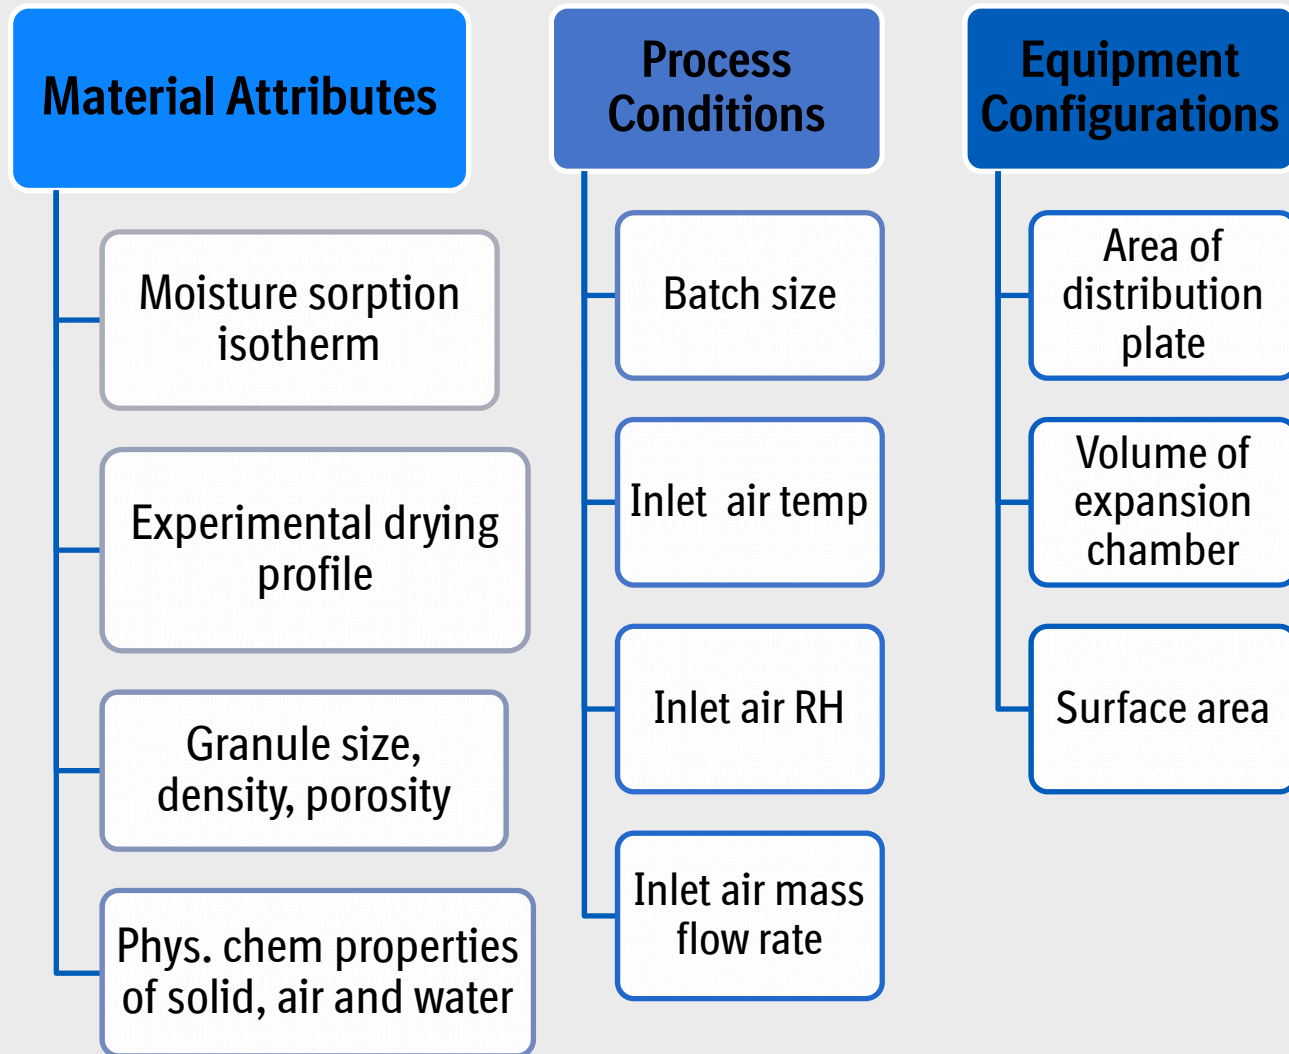 Material Attributes
Moisture sorption
isotherm
Experimental drying
profile
Granule size,
density, porosity
Phys. chem properties
of solid, air and water
Process
Conditions
Batch size
Inlet  air temp
Inlet air RH
Inlet air mass
flow rate
Equipment
Configurations
Area of
distribution
plate
Volume of
expansion
chamber
Surface area